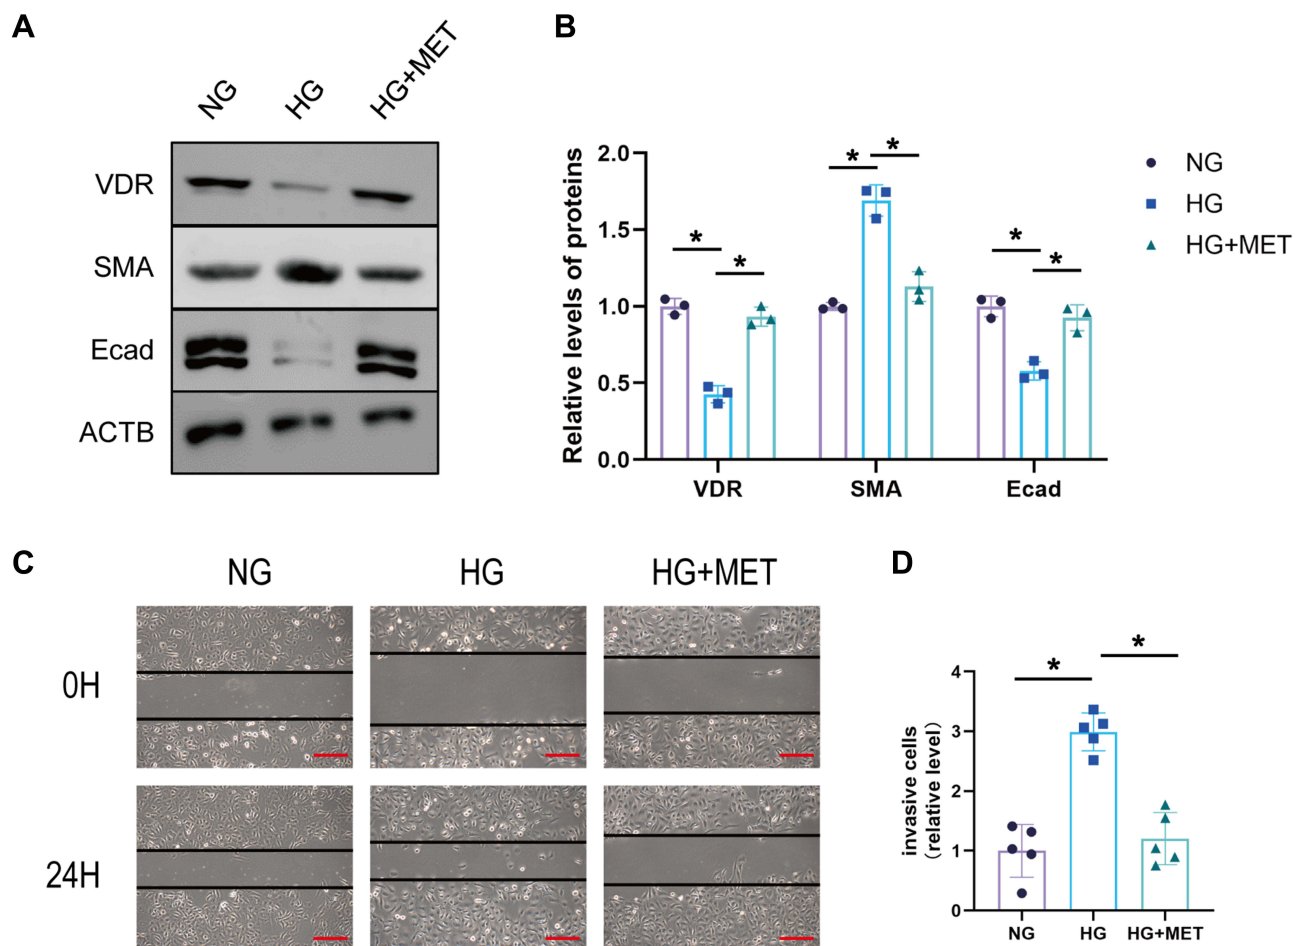 A
NG
HG
HG+MET
VDR
SMA
Ecad
ACTB
B
Relative levels of proteins
2.0
1.5
1.0
0.5
0.0
* * * * * *
VDR
SMA
Ecad
NG
HG
HG+MET
C
NG
HG
HG+MET
0H
24H
D
invasive cells
(relative level)
4
3
2
1
0
* *
NG
HG
HG+MET